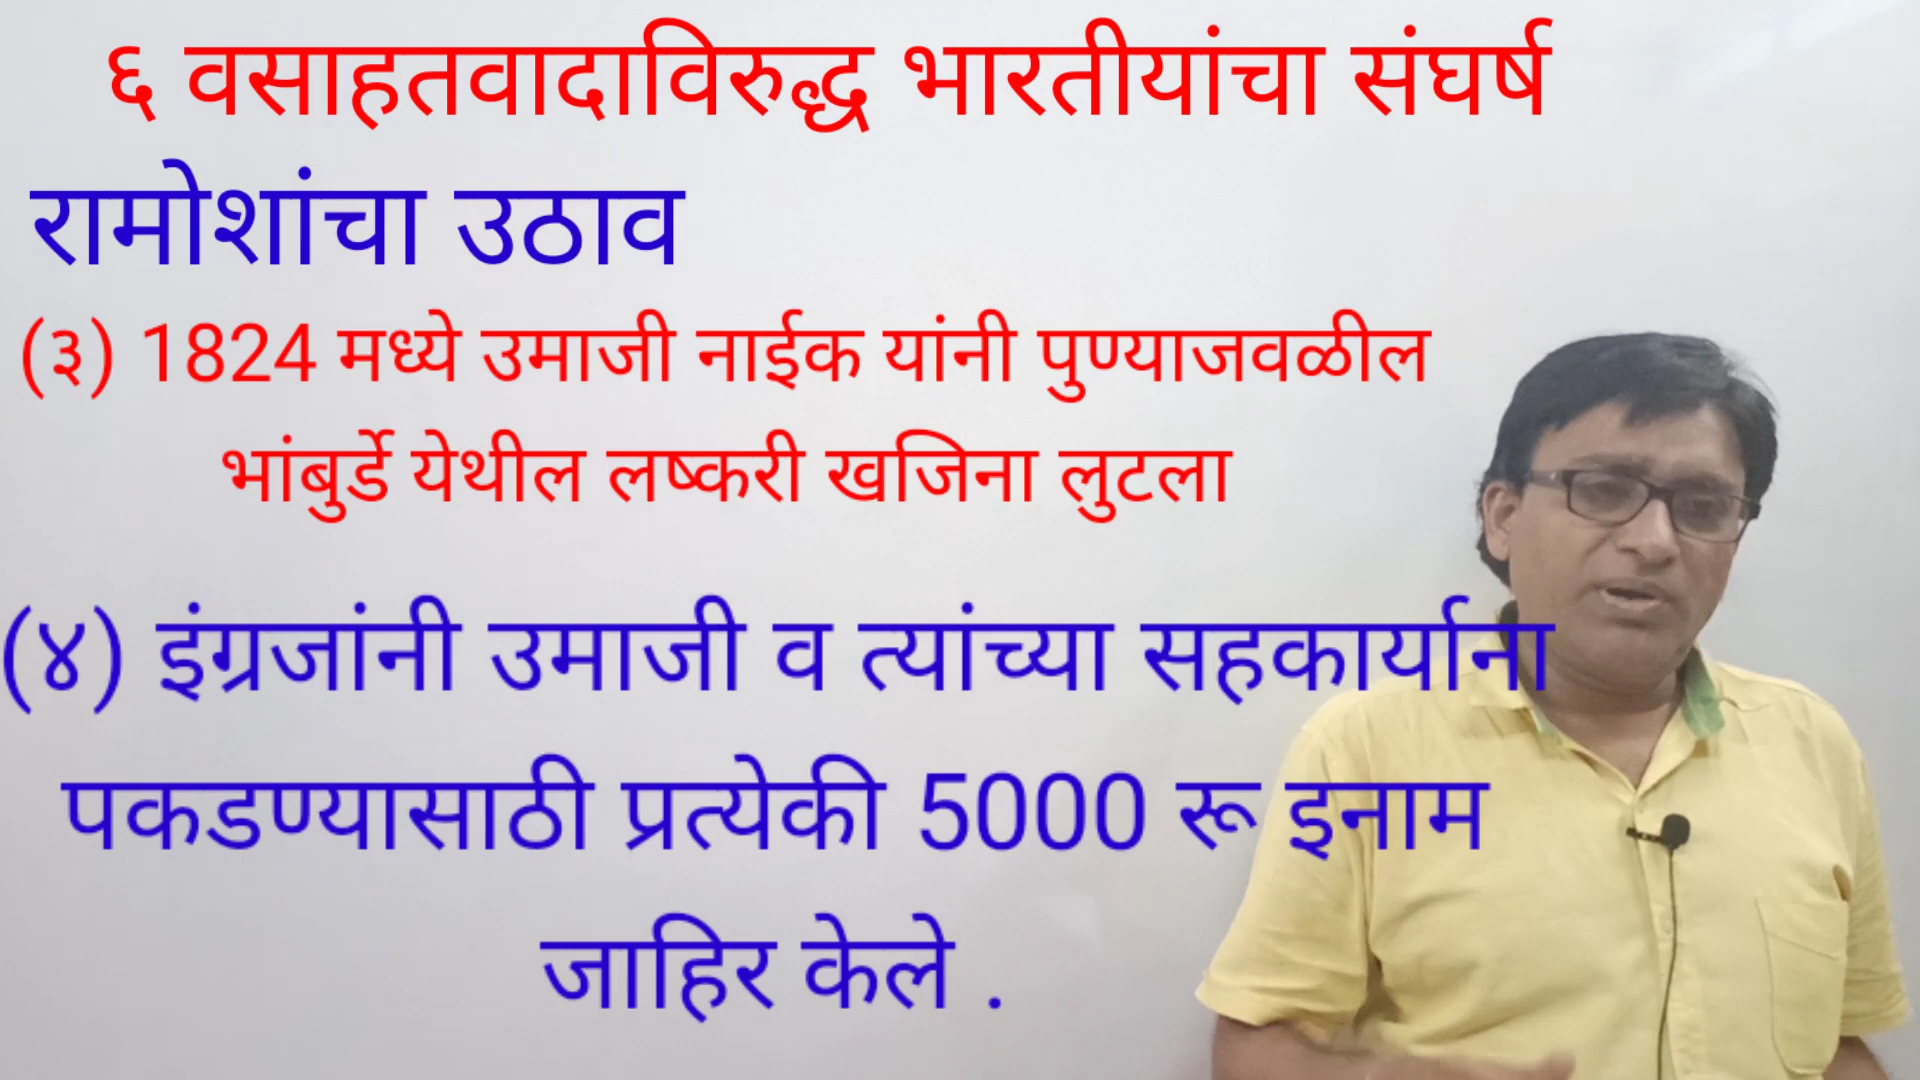 ६ वसाहतवादाविरुद्ध भारतीयांचा संघर्ष
रामोशांचा उठाव
(३) 1824 मध्ये उमाजी नाईक यांनी पुण्याजवळील
भांबुर्डे येथील लष्करी खजिना लुटला
(४) इंग्रजांनी उमाजी व त्यांच्या सहकार्याना
पकडण्यासाठी प्रत्येकी 5000 रू इनाम
जाहिर केले .